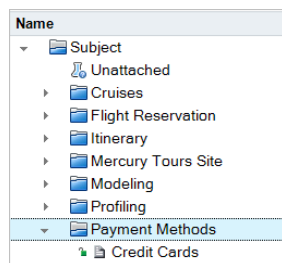 Name
Subject
Unattached
Cruises
Flight Reservation
Itinerary
Mercury Tours Site
Modeling
Profiling
Payment Methods
Credit Cards